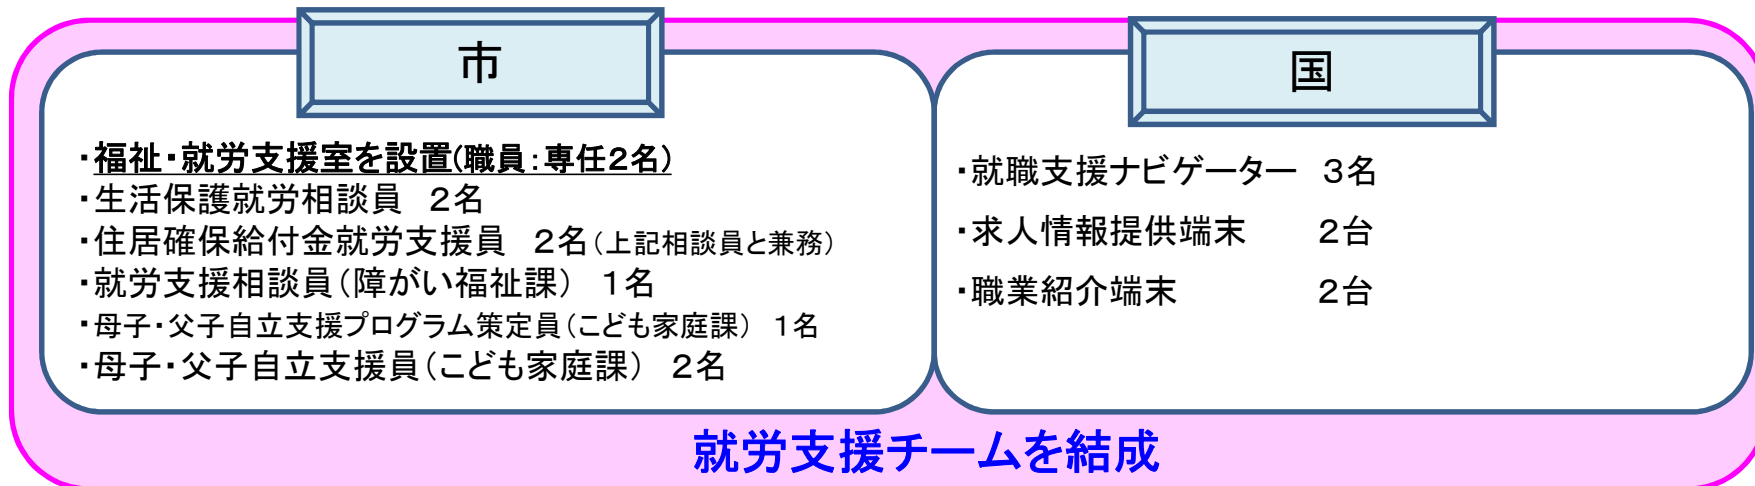 市
・福祉・就労支援室を設置(職員：専任２名)
・生活保護就労相談員　２名
・住居確保給付金就労支援員　２名（上記相談員と兼務）
・就労支援相談員（障がい福祉課）　１名
・母子・父子自立支援プログラム策定員（こども家庭課）　１名
・母子・父子自立支援員（こども家庭課）　２名
国
・就職支援ナビゲーター　３名
・求人情報提供端末　　２台
・職業紹介端末　　　　２台
就労支援チームを結成